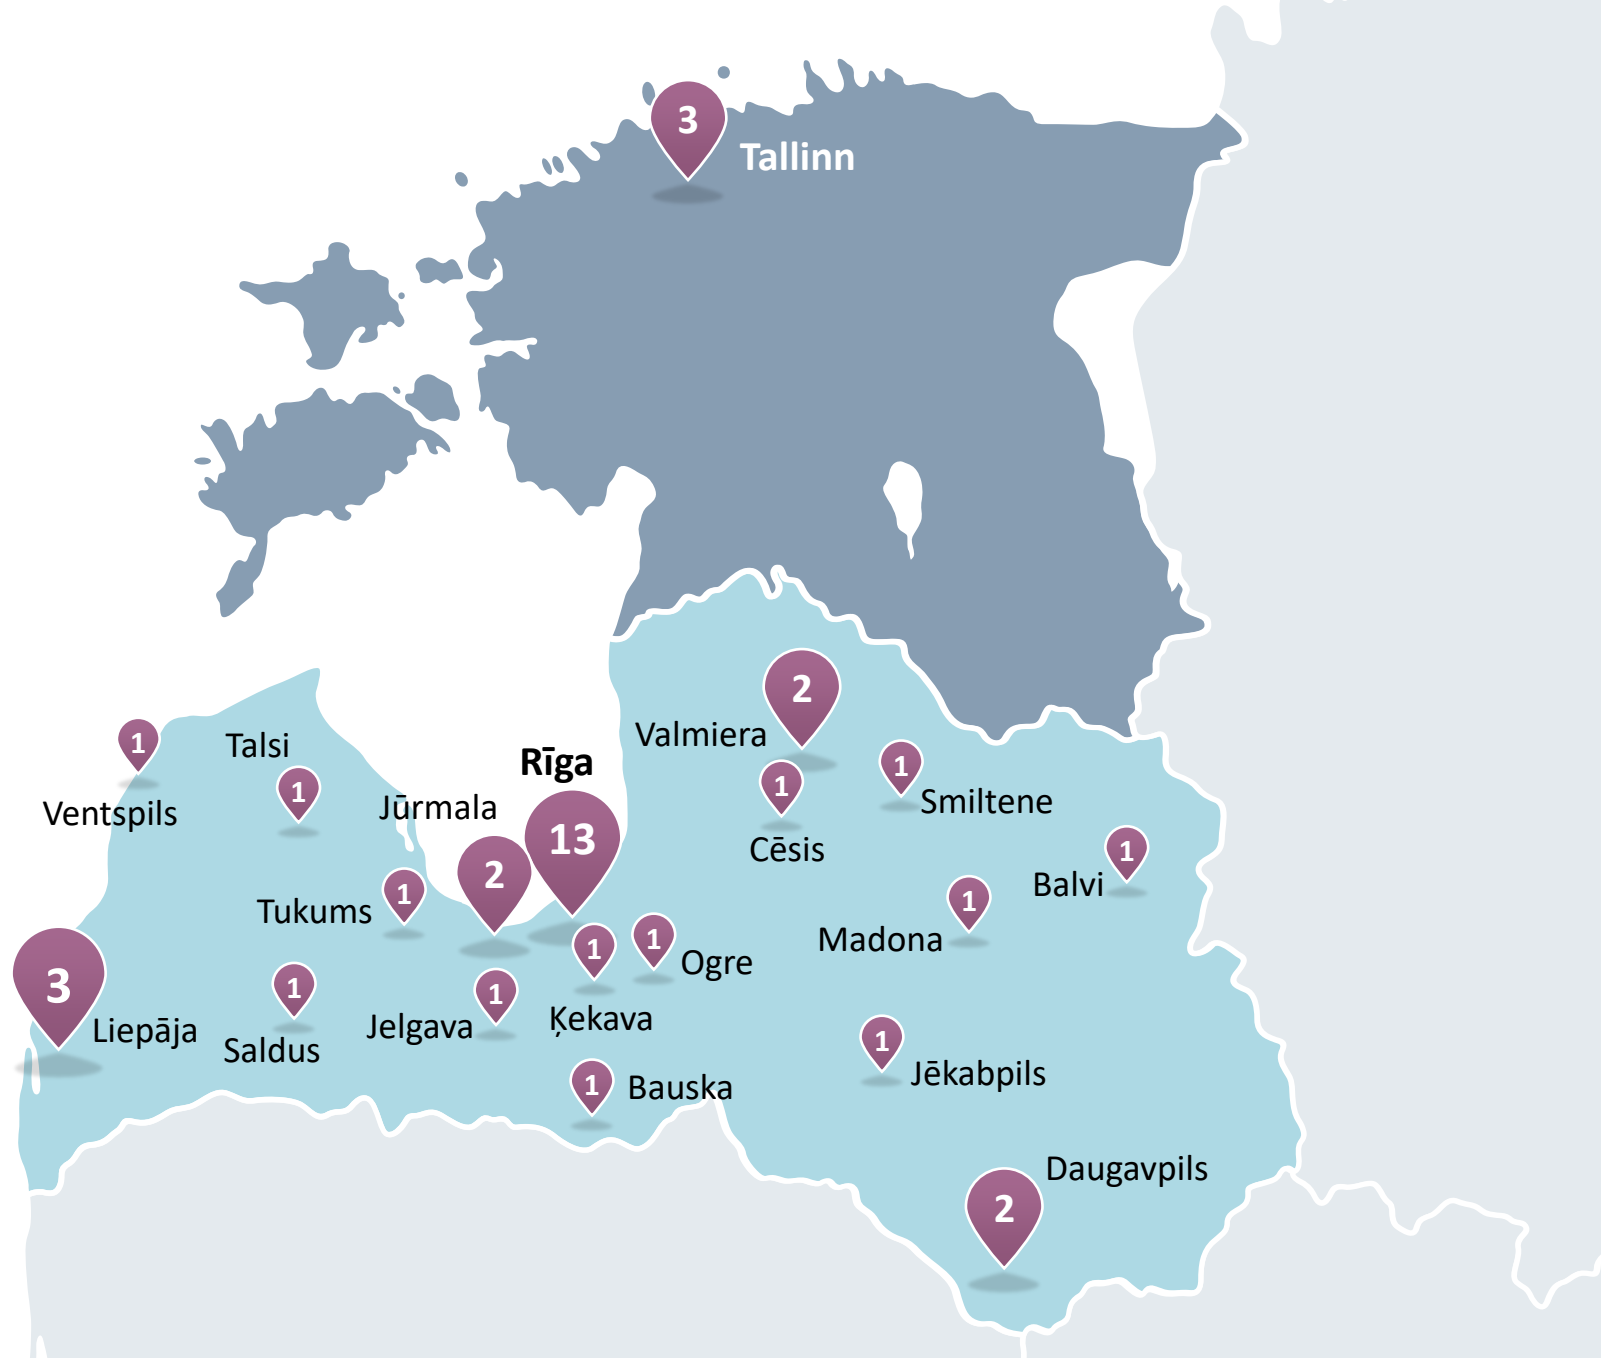 3
Tallinn
2
Valmiera
1
Ventspils
Talsi
1
Rīga
13
Jūrmala
2
1
Smiltene
1
Cēsis
1
Balvi
1
Tukums
1
Madona
1
Ogre
1
Ķekava
3
Liepāja
1
Saldus
1
Jelgava
1
Jēkabpils
1
Bauska
Daugavpils
2